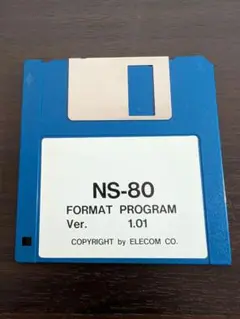 NS-80
FORMAT PROGRAM
Ver. 1.01
COPYRIGHT by ELECOM CO.